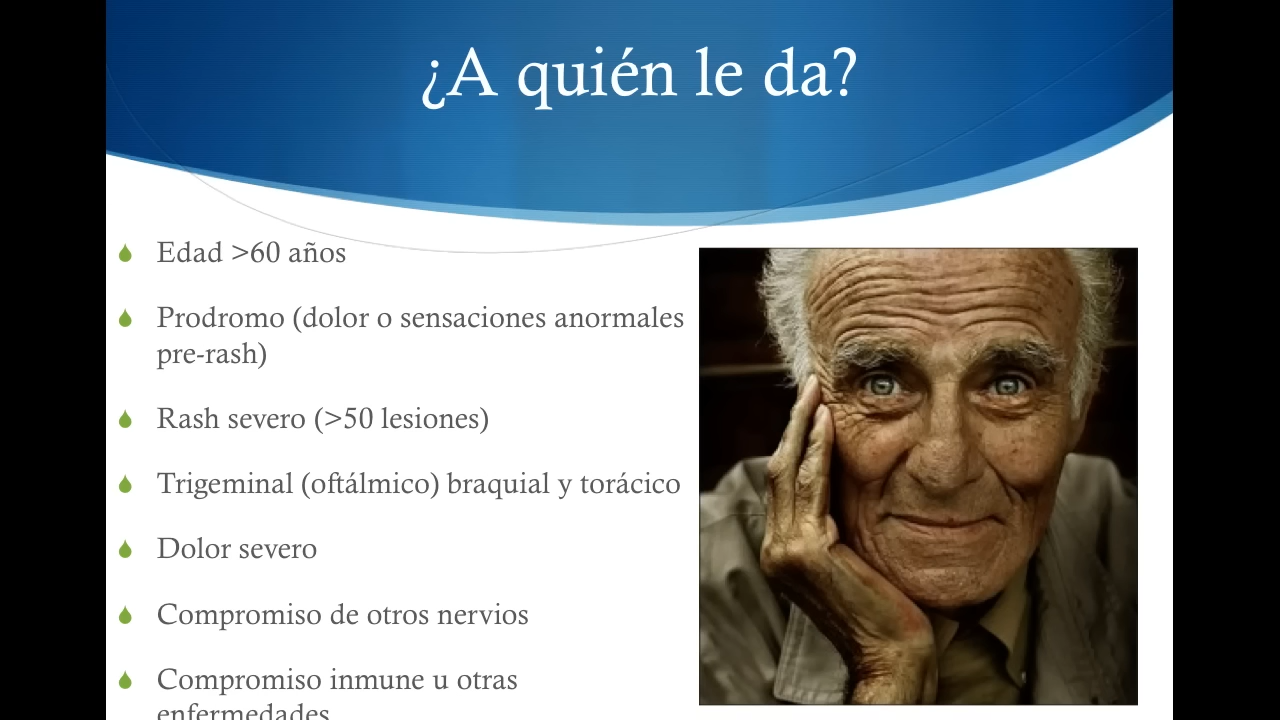 ¿A quién le da?
Edad >60 años
Prodromo (dolor o sensaciones anormales
pre-rash)
Rash severo (>50 lesiones)
Trigeminal (oftálmico) braquial y torácico
Dolor severo
Compromiso de otros nervios
Compromiso inmune u otras
enfermedades